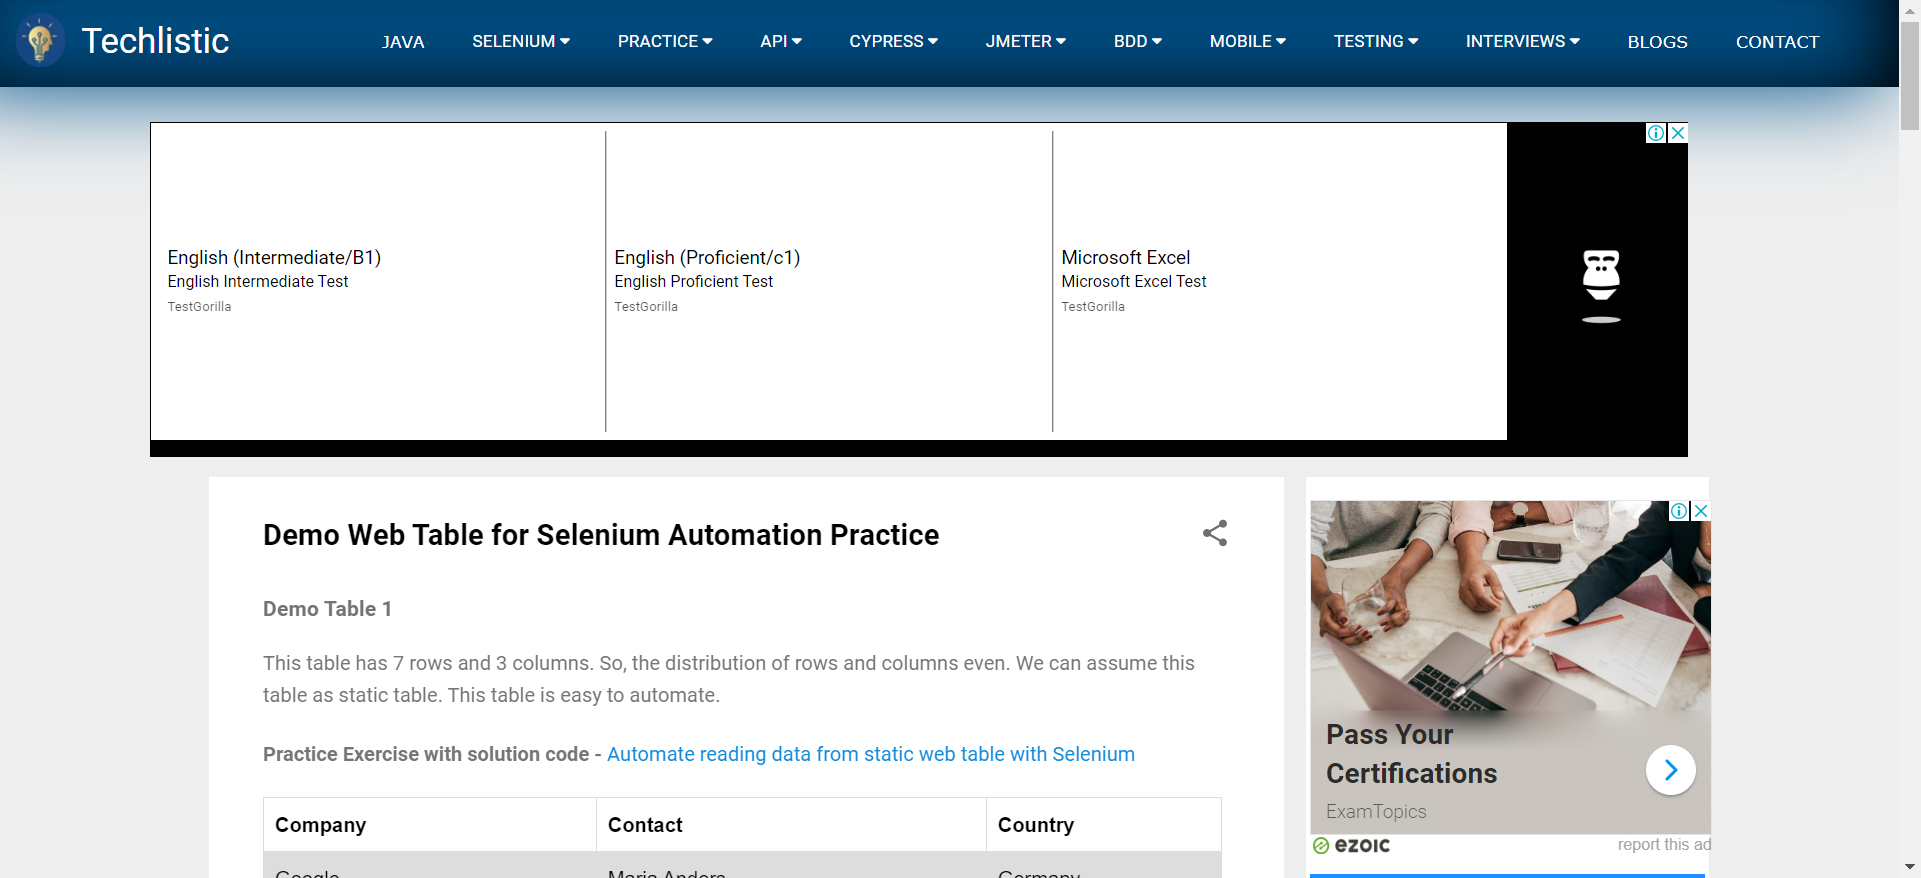 Techlistic
JAVA SELENIUM PRACTICE API CYPRESS JMETER BDD MOBILE TESTING INTERVIEWS BLOGS CONTACT
English (Intermediate/B1)
English Intermediate Test
TestGorilla
English (Proficient/c1)
English Proficient Test
TestGorilla
Microsoft Excel
Microsoft Excel Test
TestGorilla
Demo Web Table for Selenium Automation Practice
Demo Table 1
This table has 7 rows and 3 columns. So, the distribution of rows and columns even. We can assume this
table as static table. This table is easy to automate.
Practice Exercise with solution code - Automate reading data from static web table with Selenium
Company Contact Country
Google Maria Anders Germany
Pass Your
Certifications
ExamTopics
ezoic
report this ad